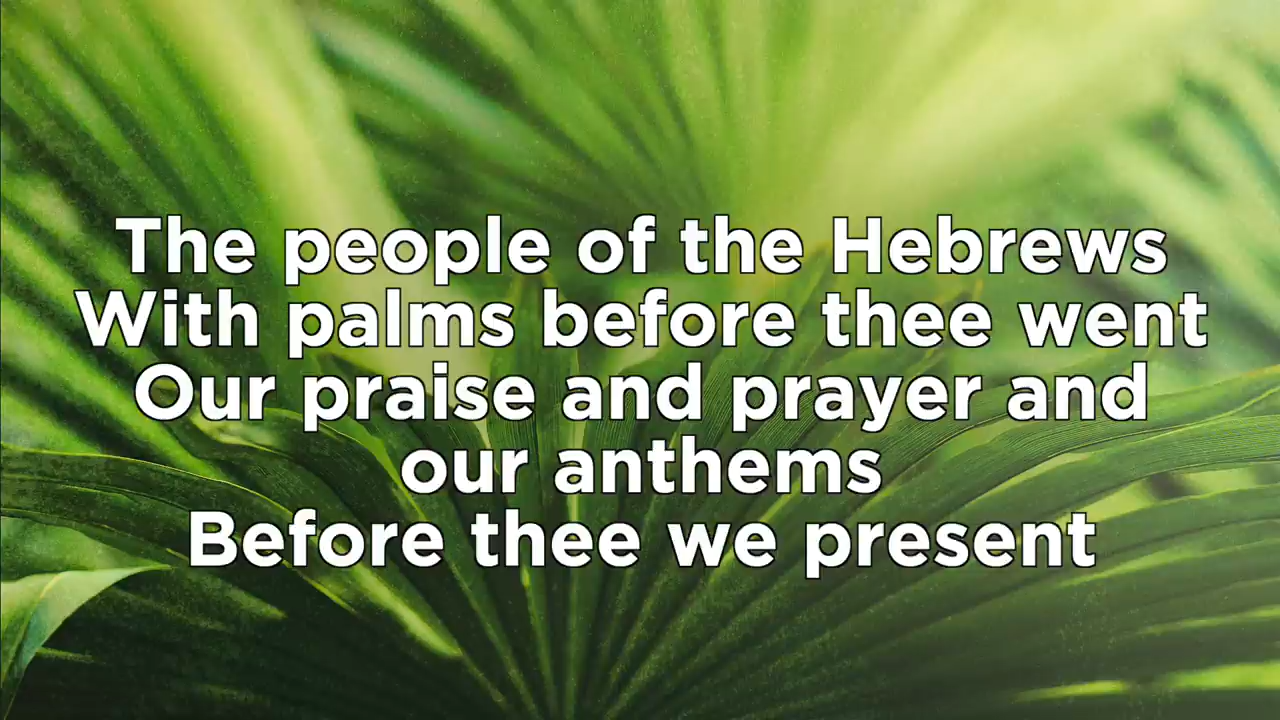 The people of the Hebrews
With palms before thee went
Our praise and prayer and
our anthems
Before thee we present